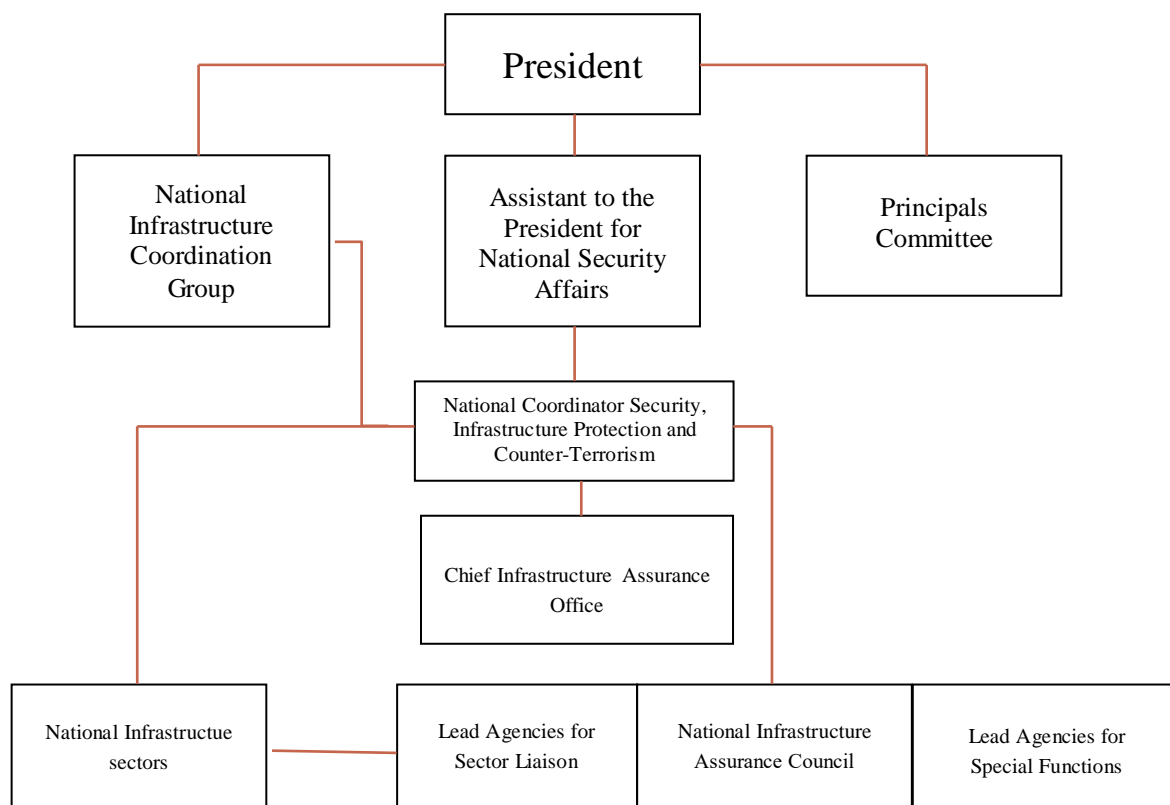 President
National
Infrastructure
Coordination
Group
Assistant to the
President for
National Security
Affairs
Principals
Committee
National Coordinator Security,
Infrastructure Protection and
Counter-Terrorism
Chief Infrastructure Assurance
Office
National Infrastructue
sectors
Lead Agencies for
Sector Liaison
National Infrastructure
Assurance Council
Lead Agencies for
Special Functions